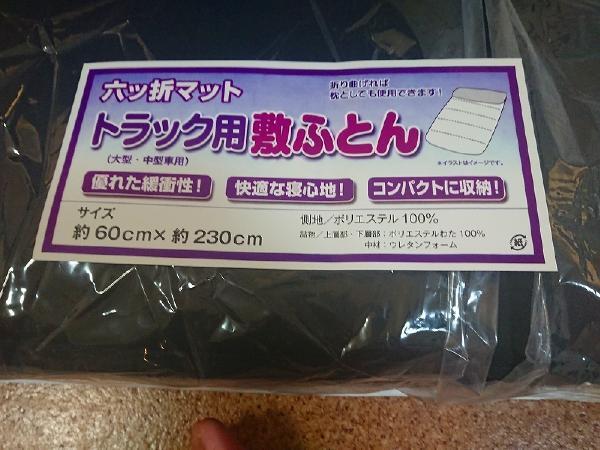 六ッ折マット
折り曲げれば
枕としても使用できます!
トラック用敷ふとん
(大型・中型車用)
※イラストはイメージです。
優れた緩衝性! 快適な寝心地! コンパクトに収納!
サイズ
約60cm×約230cm
側地/ポリエステル100%
詰物/上層部・下層部:ポリエステルわた100%
中材:ウレタンフォーム
紙